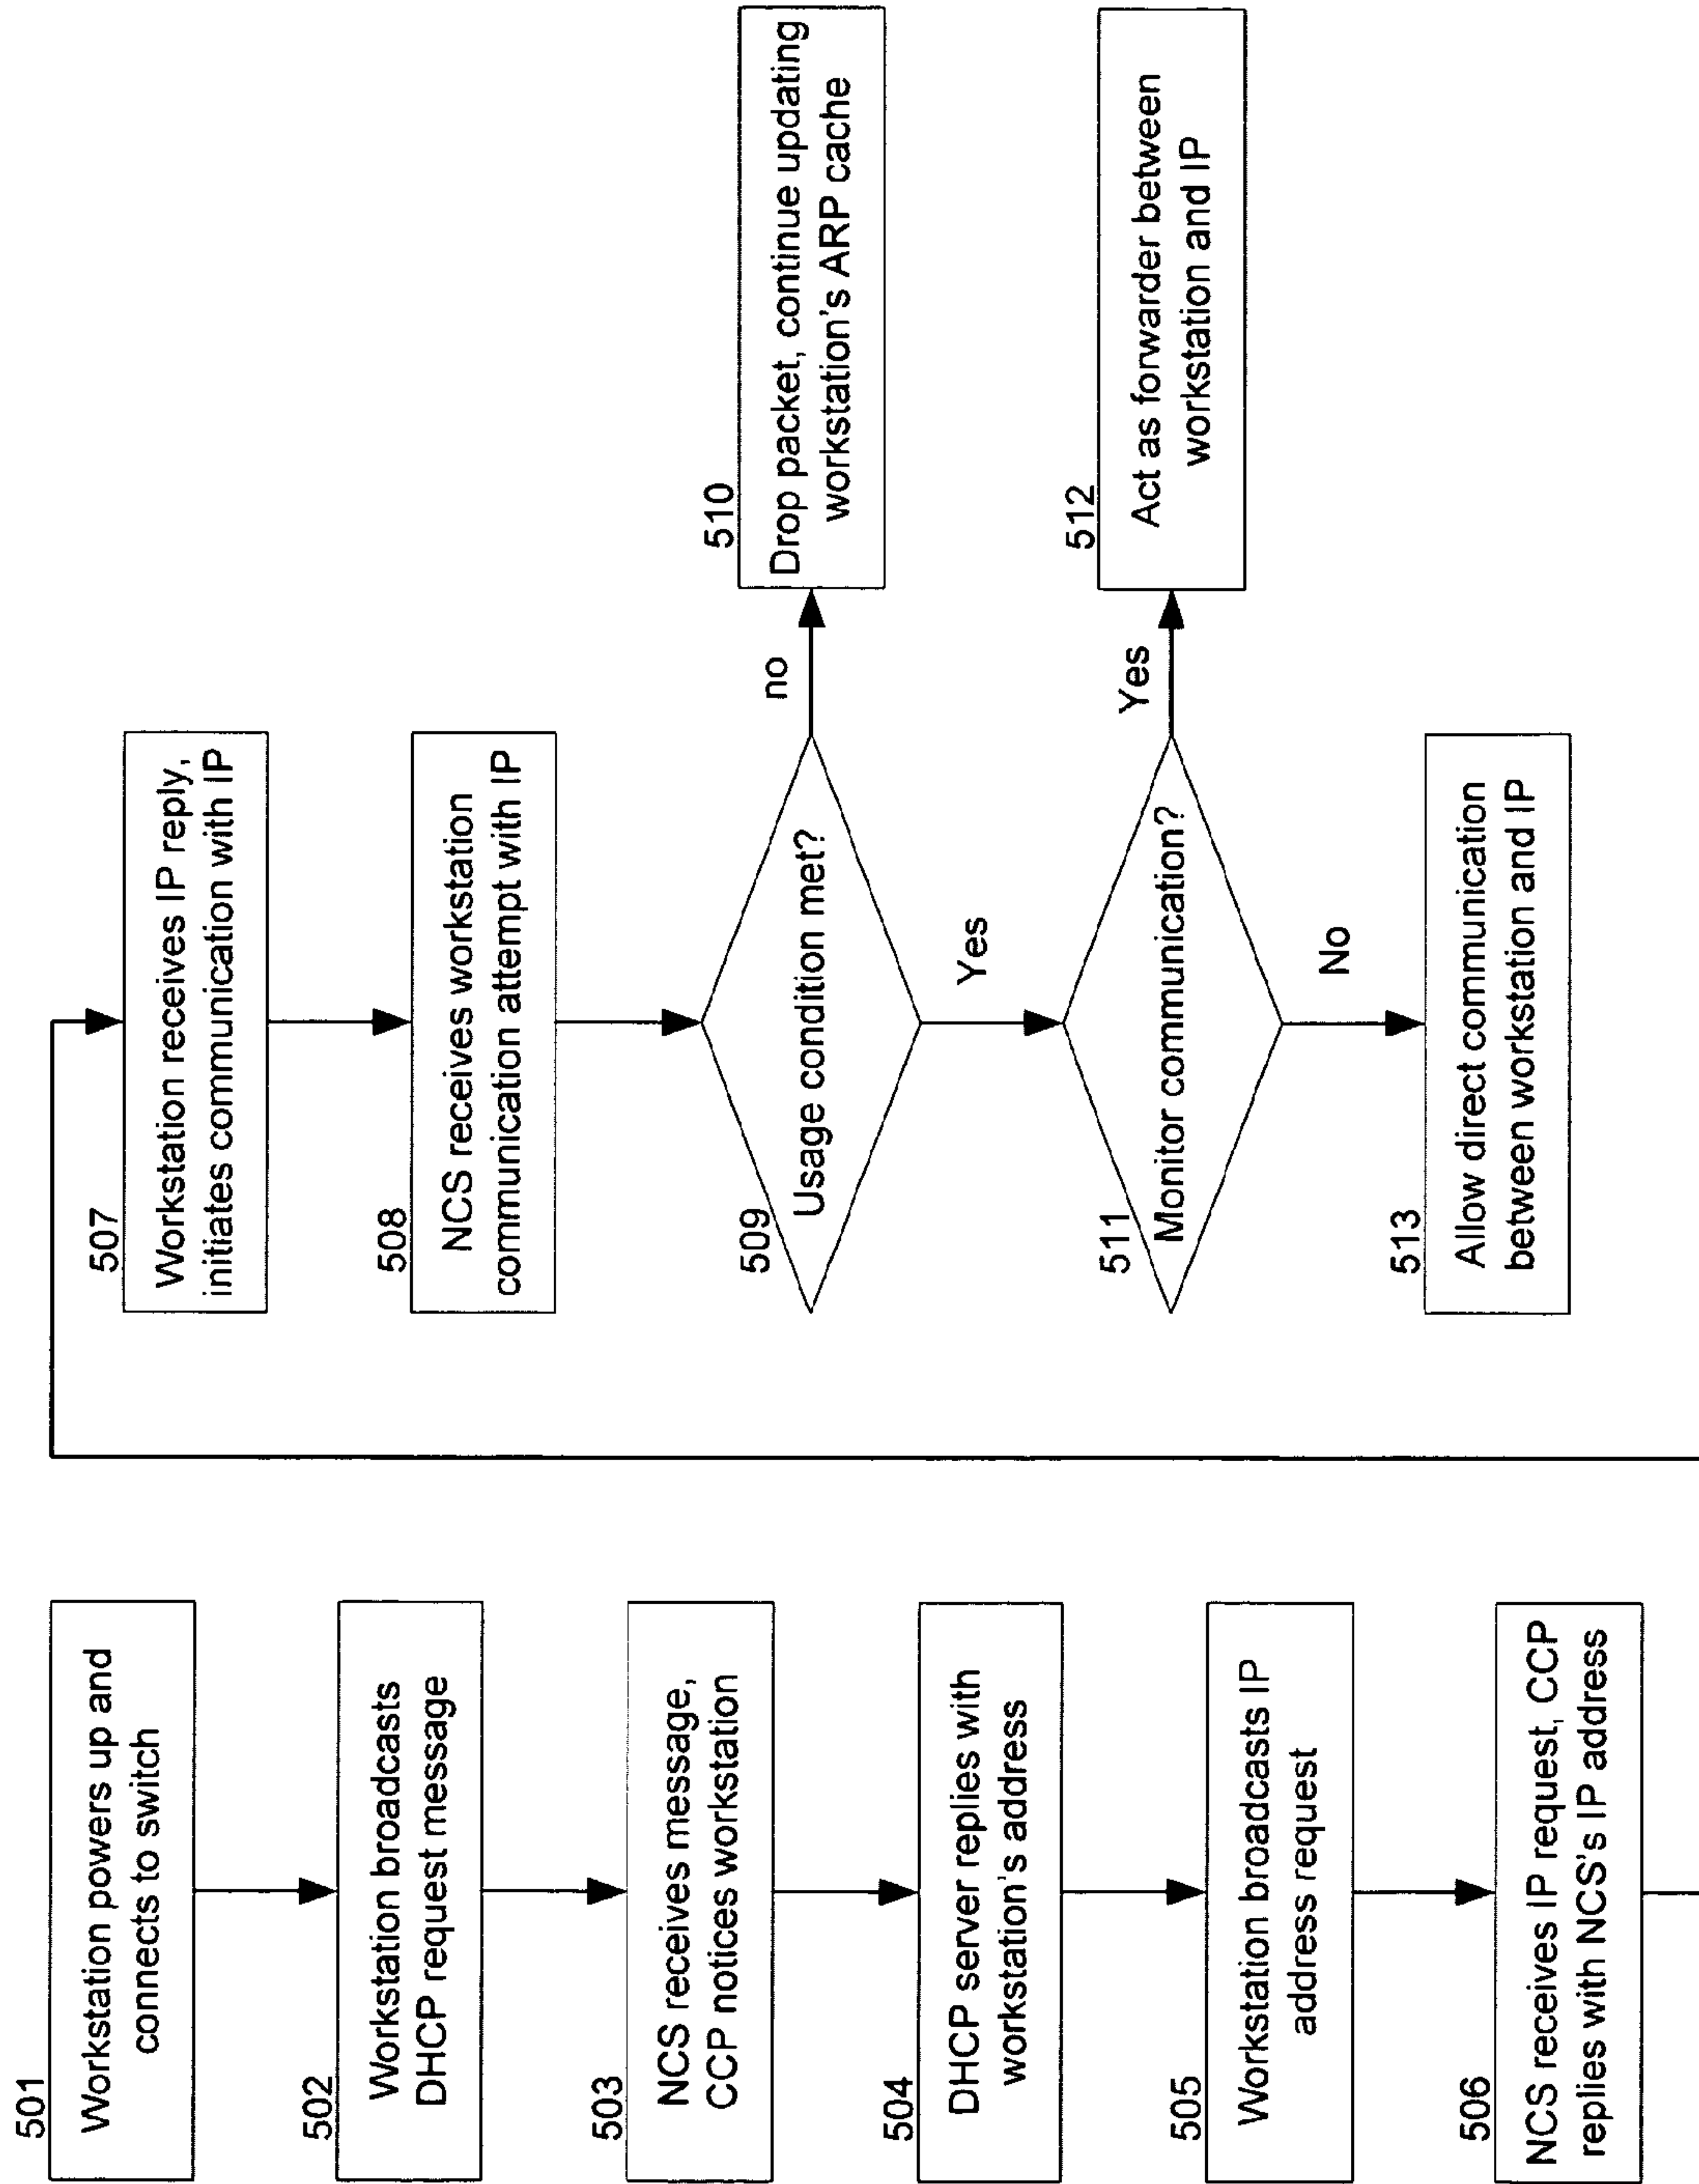 501
Workstation powers up and
connects to switch
502
Workstation broadcasts
DHCP request message
503
NCS receives message,
CCP notices workstation
504
DHCP server replies with
workstation's address
505
Workstation broadcasts IP
address request
506
NCS receives IP request, CCP
replies with NCS's IP address
507
Workstation receives IP reply,
initiates communication with IP
508
NCS receives workstation
communication attempt with IP
509
Usage condition met?
no
510
Drop packet, continue updating
workstation's ARP cache
Yes
511
Monitor communication?
Yes
512
Act as forwarder between
workstation and IP
No
513
Allow direct communication
between workstation and IP